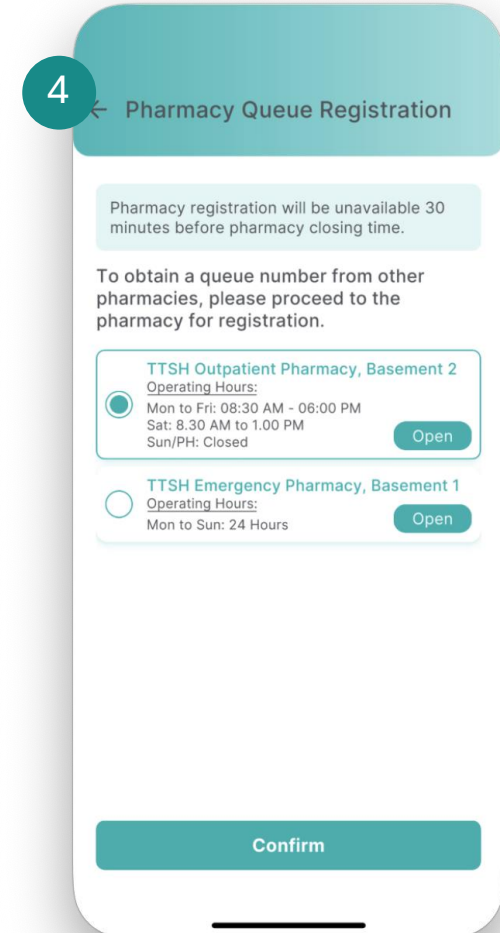 4
← Pharmacy Queue Registration
Pharmacy registration will be unavailable 30
minutes before pharmacy closing time.
To obtain a queue number from other
pharmacies, please proceed to the
pharmacy for registration.
TTSH Outpatient Pharmacy, Basement 2
Operating Hours:
Mon to Fri: 08:30 AM - 06:00 PM
Sat: 8.30 AM to 1.00 PM
Sun/PH: Closed
Open
TTSH Emergency Pharmacy, Basement 1
Operating Hours:
Mon to Sun: 24 Hours
Open
Confirm